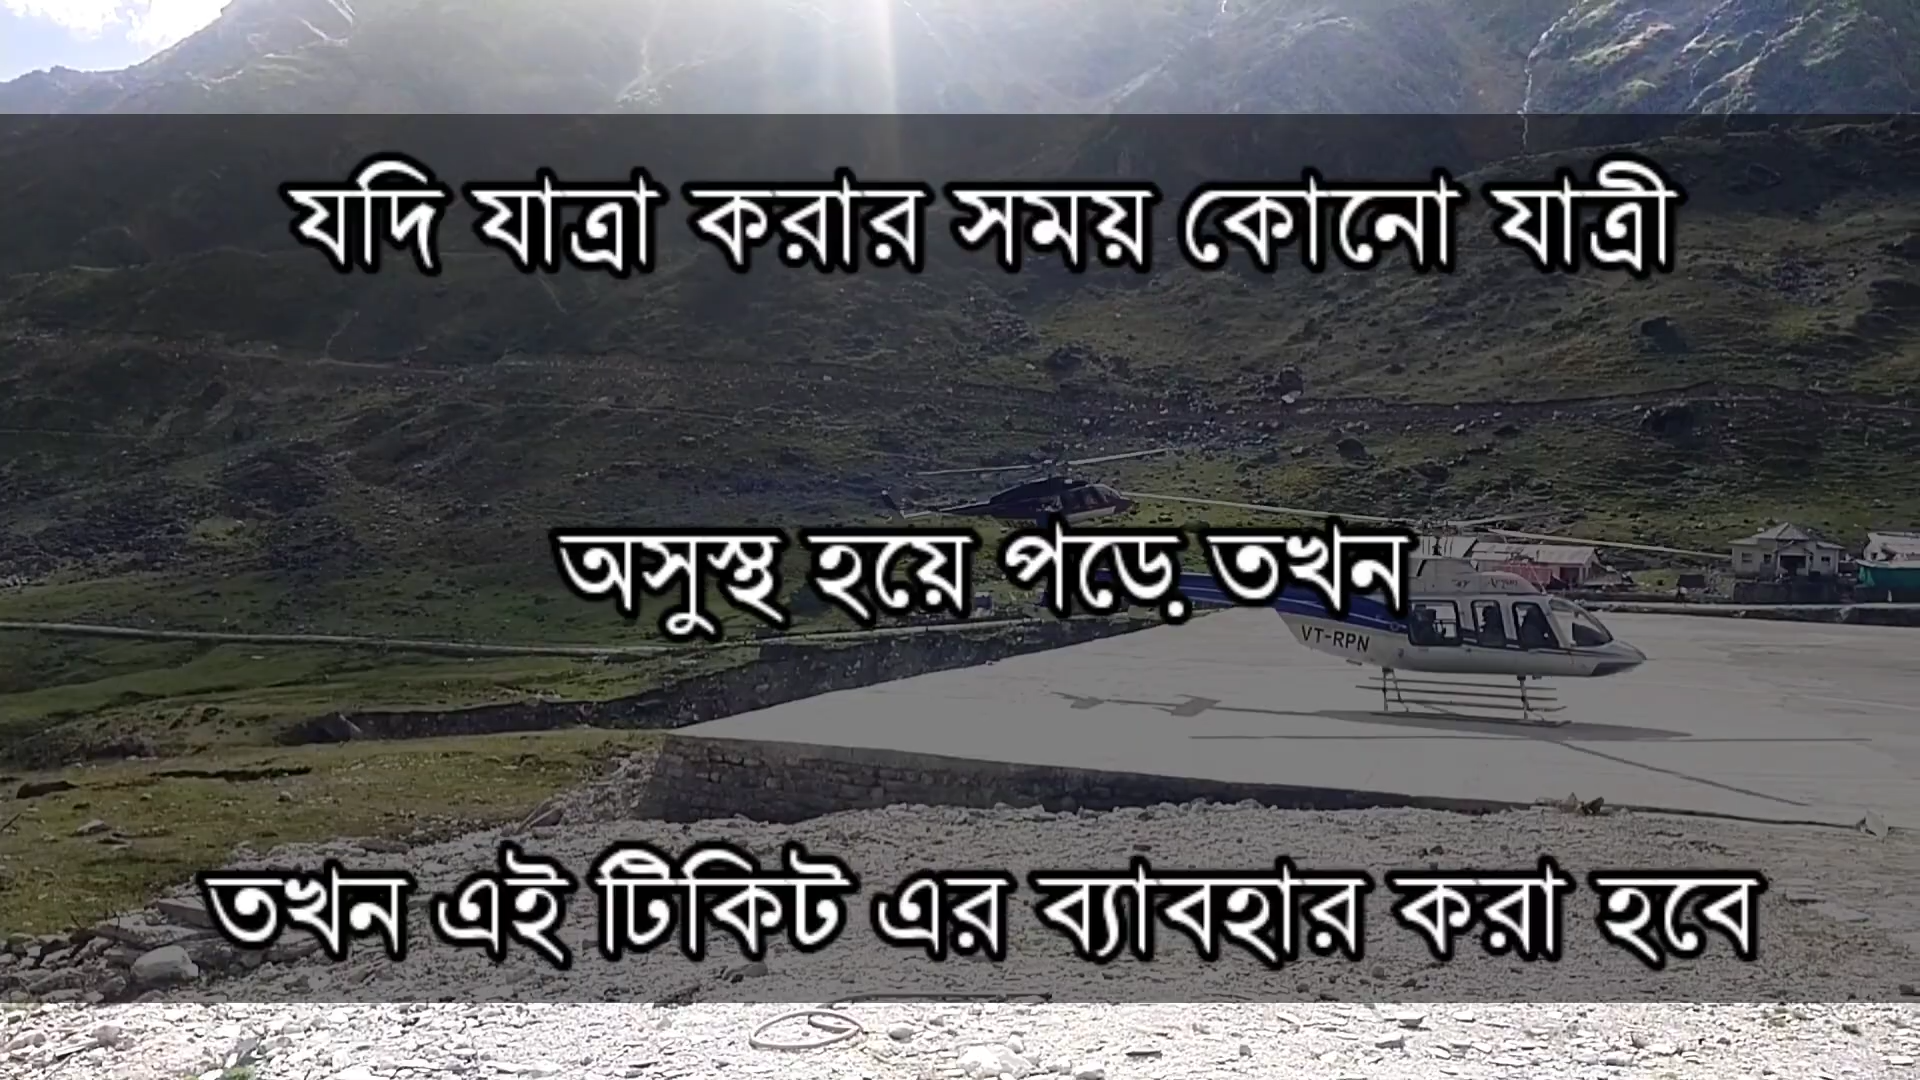 যদি যাত্রা করার সময় কোনো যাত্রী
অসুস্থ হয়ে পড়ে তখন
VT-RPN
তখন এই টিকিট এর ব্যাবহার করা হবে